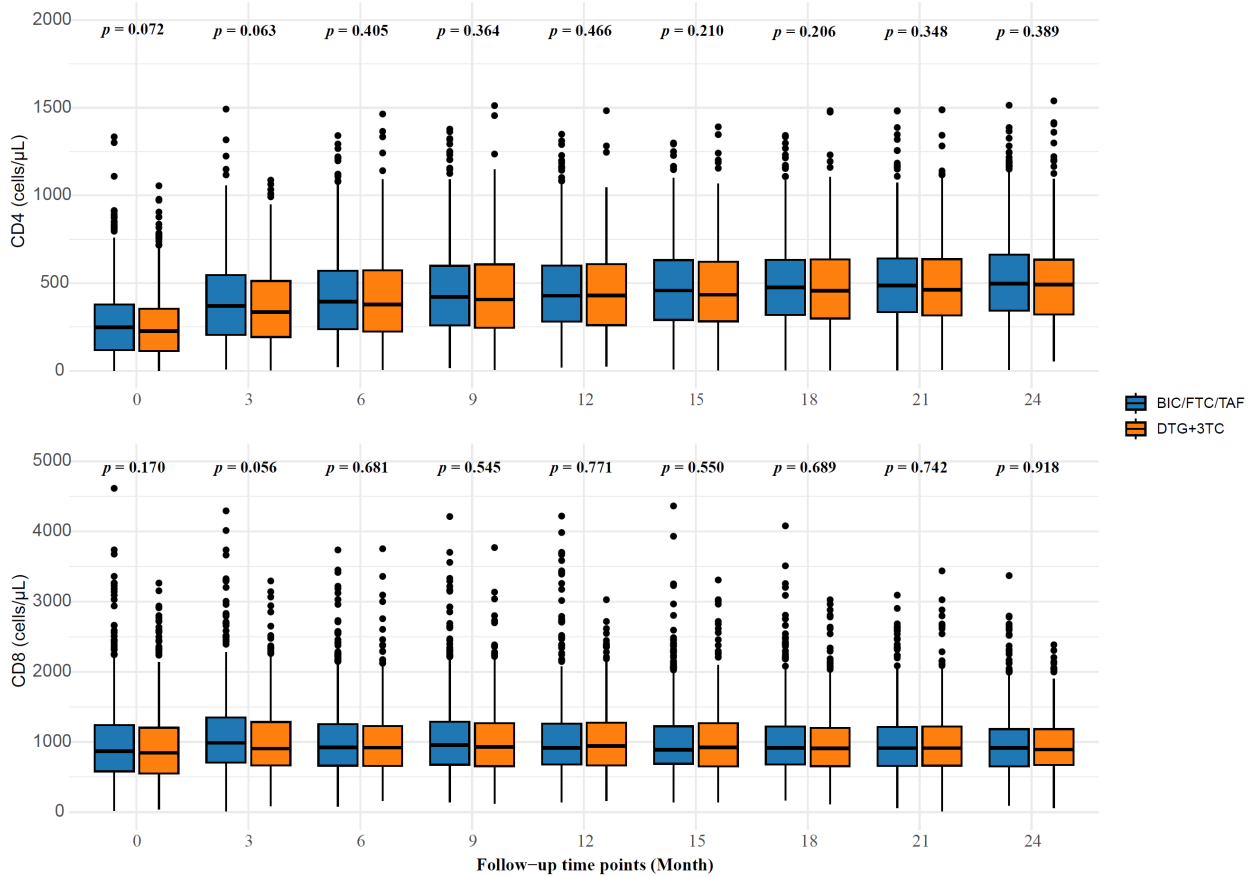 2000
p = 0.072 p = 0.063 p = 0.405 p = 0.364 p = 0.466 p = 0.210 p = 0.206 p = 0.348 p = 0.389
1500
1000
500
0
CD4 (cells/µL)
0 3 6 9 12 15 18 21 24
BIC/FTC/TAF
DTG+3TC
5000
p = 0.170 p = 0.056 p = 0.681 p = 0.545 p = 0.771 p = 0.550 p = 0.689 p = 0.742 p = 0.918
4000
3000
2000
1000
0
CD8 (cells/µL)
0 3 6 9 12 15 18 21 24
Follow−up time points (Month)